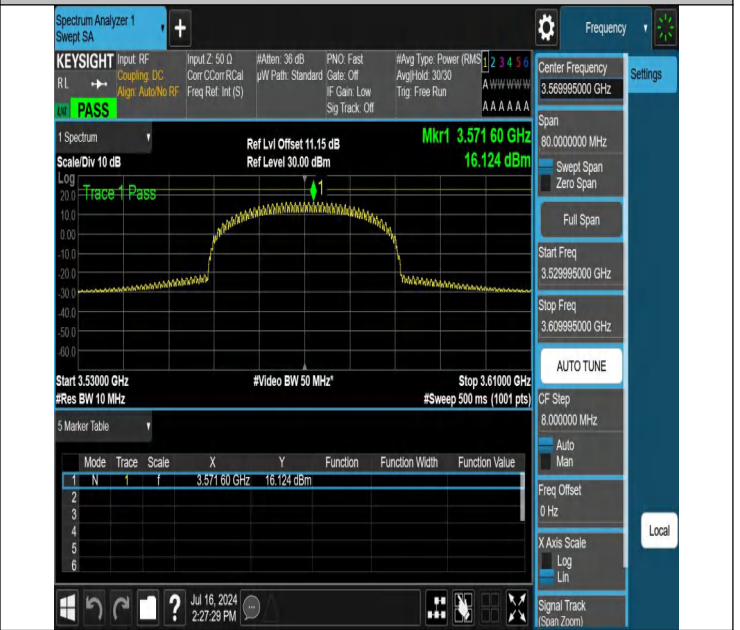 Spectrum Analyzer 1
Swept SA
+
Frequency
KEYSIGHT
Input: RF
Coupling: DC
Align: Auto/No RF
Input Z: 50 Ω
Corr CCorr RCal
Freq Ref: Int (S)
#Atten: 36 dB
µW Path: Standard
PNO: Fast
Gate: Off
IF Gain: Low
Sig Track: Off
#Avg Type: Power (RMS
Avg|Hold: 30/30
Trig: Free Run
1 2 3 4 5 6
A W W W W W
A A A A A A
R L
PASS
1 Spectrum
Scale/Div 10 dB
Ref Lvl Offset 11.15 dB
Ref Level 30.00 dBm
Mkr1 3.571 60 GHz
16.124 dBm
Log
Trace 1 Pass
1
20.0
10.0
0.00
-10.0
-20.0
-30.0
-40.0
-50.0
-60.0
Start 3.53000 GHz
#Video BW 50 MHz*
Stop 3.61000 GHz
#Res BW 10 MHz
#Sweep 500 ms (1001 pts)
5 Marker Table
Mode Trace Scale X Y Function Function Width Function Value
1 N 1 f 3.571 60 GHz 16.124 dBm
2
3
4
5
6
?
Jul 16, 2024
2:27:29 PM
Center Frequency
3.569995000 GHz
Settings
Span
80.0000000 MHz
Swept Span
Zero Span
Full Span
Start Freq
3.529995000 GHz
Stop Freq
3.609995000 GHz
AUTO TUNE
CF Step
8.000000 MHz
Auto
Man
Freq Offset
0 Hz
Local
X Axis Scale
Log
Lin
Signal Track
(Span Zoom)